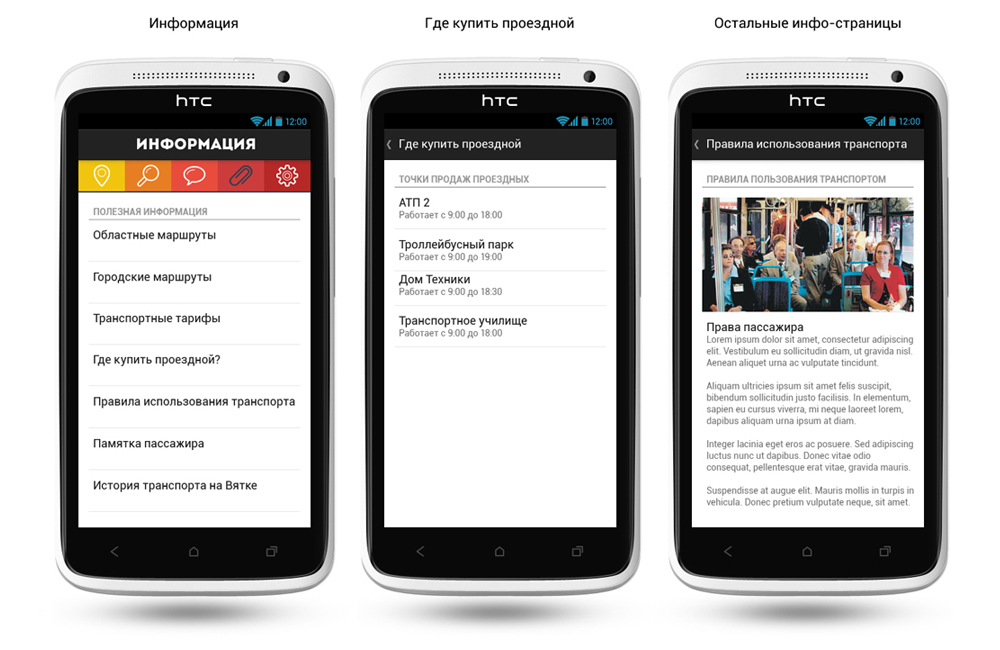 Информация
Где купить проездной
Остальные инфо-страницы
hTC
12:00
ИНФОРМАЦИЯ
ПОЛЕЗНАЯ ИНФОРМАЦИЯ
Областные маршруты
Городские маршруты
Транспортные тарифы
Где купить проездной?
Правила использования транспорта
Памятка пассажира
История транспорта на Вятке
hTC
12:00
Где купить проездной
ТОЧКИ ПРОДАЖ ПРОЕЗДНЫХ
АТП 2
Работает с 9:00 до 18:00
Троллейбусный парк
Работает с 9:00 до 19:00
Дом Техники
Работает с 9:00 до 18:30
Транспортное училище
Работает с 9:00 до 18:00
hTC
12:00
Правила использования транспорта
ПРАВИЛА ПОЛЬЗОВАНИЯ ТРАНСПОРТОМ
Права пассажира
Lorem ipsum dolor sit amet, consectetur adipiscing
elit. Vestibulum eu sollicitudin diam, ut gravida nisl.
Aenean aliquet urna ac vulputate tincidunt.
Aliquam ultricies ipsum sit amet felis suscipit,
bibendum sollicitudin justo facilisis. In elementum,
sapien eu cursus viverra, mi neque laoreet lorem,
dapibus aliquam urna ipsum at diam.
Integer lacinia eget eros ac posuere. Sed adipiscing
luctus nunc ut dapibus. Donec vitae odio
consequat, pellentesque erat vitae, gravida mauris.
Suspendisse at augue elit. Mauris mollis in turpis in
vehicula. Donec pretium vulputate neque, sit amet.